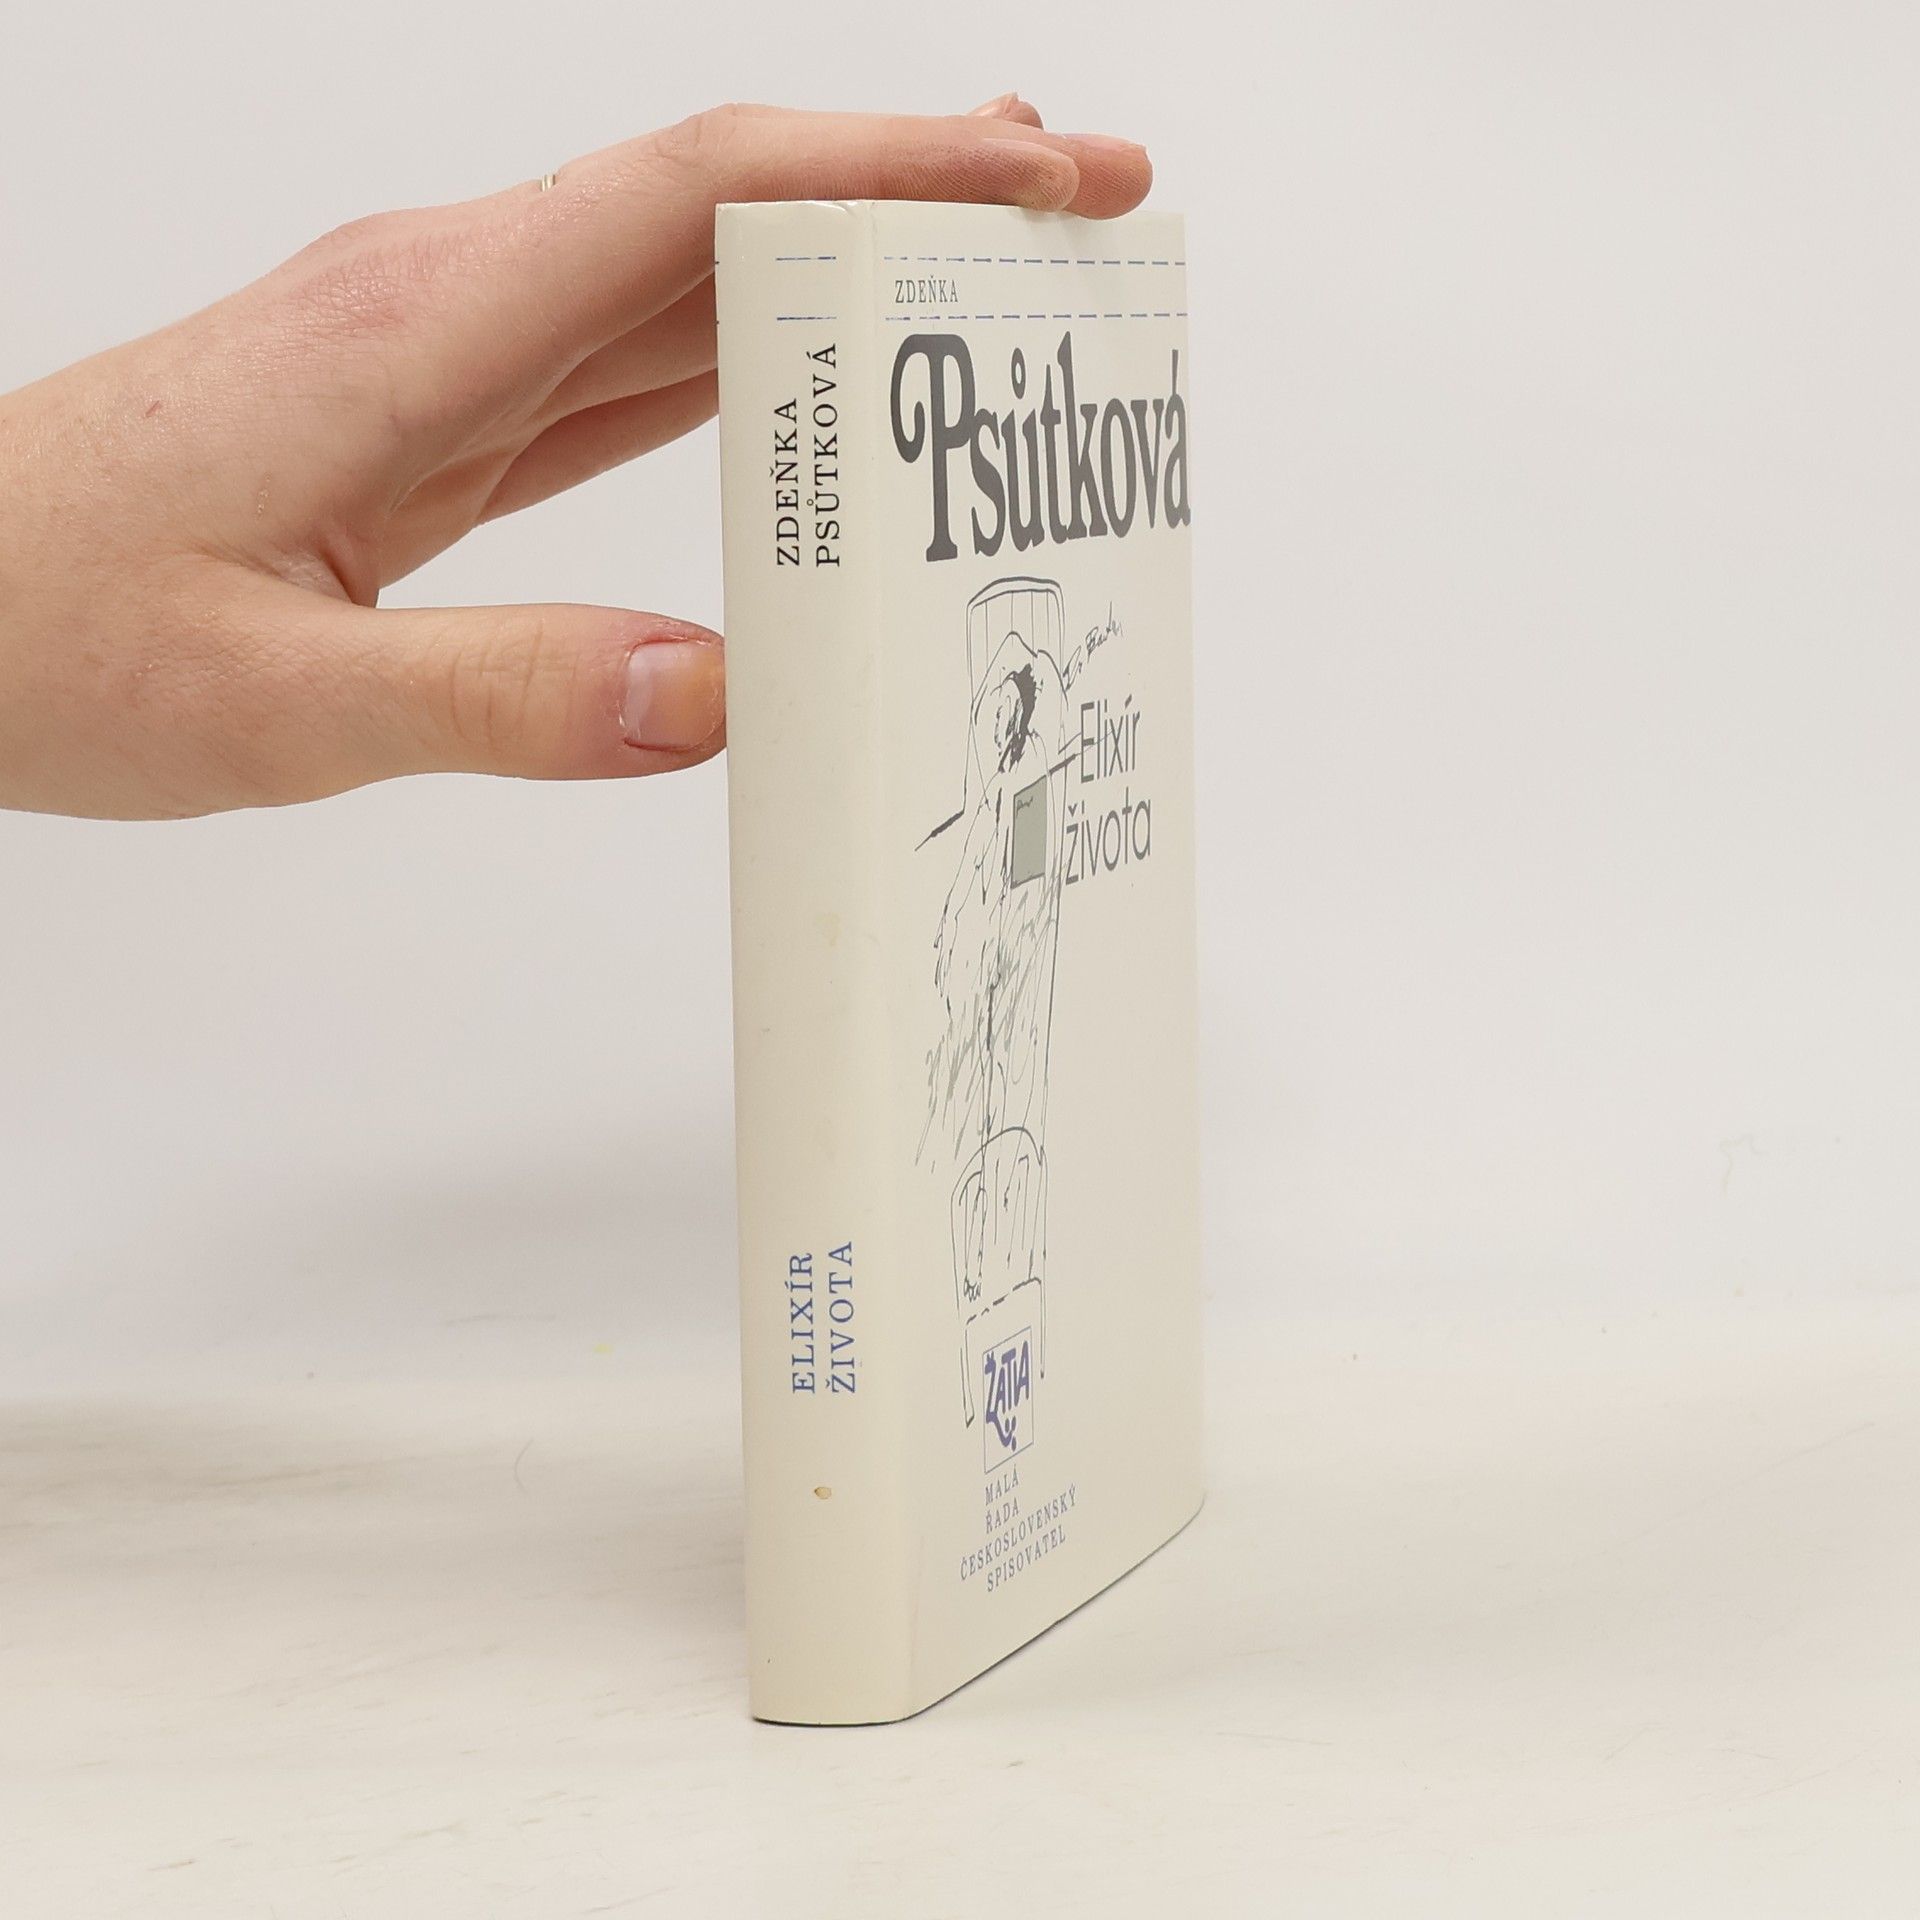 ZDEŇKA
PSŮTKOVÁ
ELIXÍR
ŽIVOTA
ZDEŇKA
Psůtková
Elixír
života
ŽATVA
MALÁ
ŘADA
ČESKOSLOVENSKÝ
SPISOVATEL